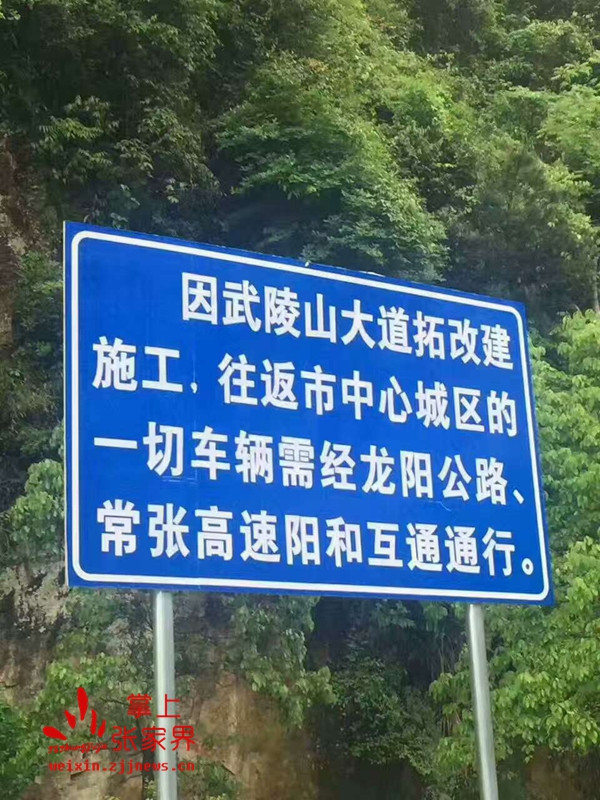 因武陵山大道拓改建
施工，往返市中心城区的
一切车辆需经龙阳公路、
常张高速阳和互通通行。
掌上
张家界
weixin.zjjnews.cn